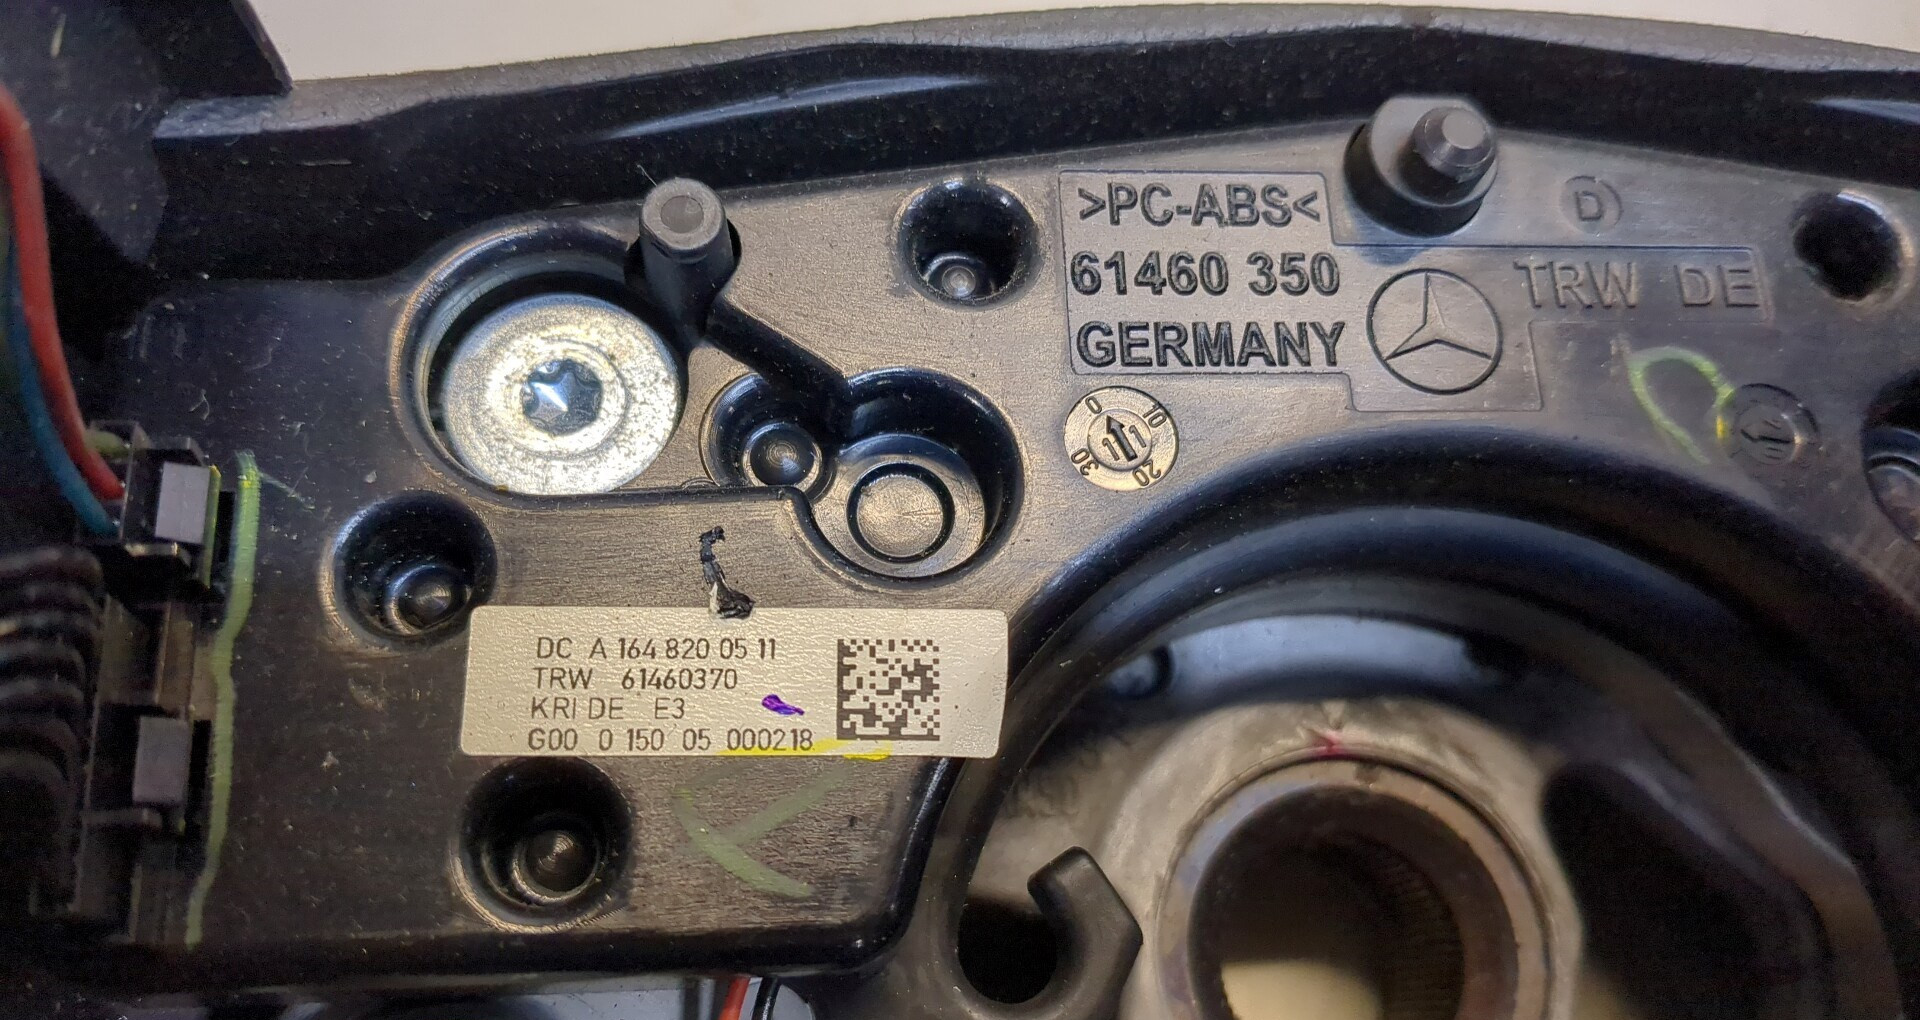 >PC-ABS<
61460 350
GERMANY
TRW DE
D
0
10
20
30
11
DC A 164 820 05 11
TRW 61460370
KRI DE E3
G00 0 150 05 000218